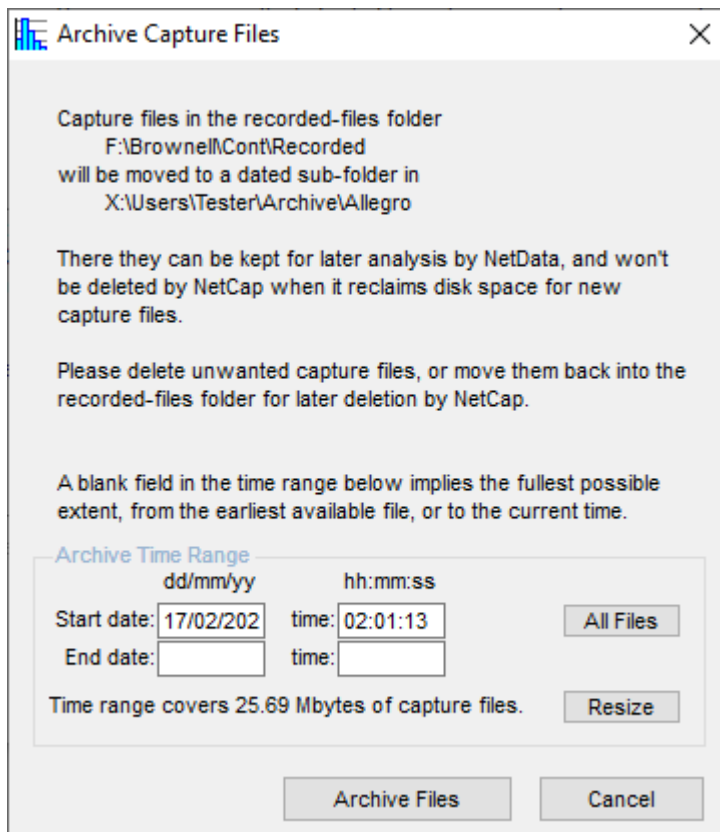 Archive Capture Files
Capture files in the recorded-files folder
F:\Brownell\Cont\Recorded
will be moved to a dated sub-folder in
X:\Users\Tester\Archive\Allegro
There they can be kept for later analysis by NetData, and won't
be deleted by NetCap when it reclaims disk space for new
capture files.
Please delete unwanted capture files, or move them back into the
recorded-files folder for later deletion by NetCap.
A blank field in the time range below implies the fullest possible
extent, from the earliest available file, or to the current time.
Archive Time Range
dd/mm/yy hh:mm:ss
Start date: 17/02/202 time: 02:01:13 All Files
End date: time:
Time range covers 25.69 Mbytes of capture files. Resize
Archive Files Cancel